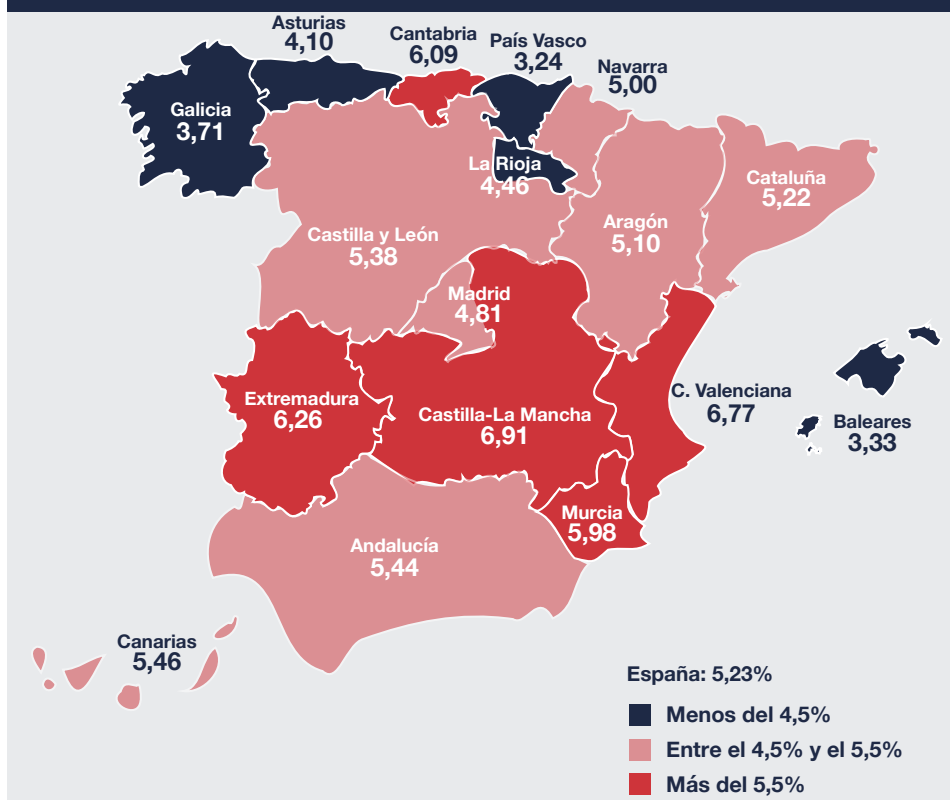 Asturias
4,10
Cantabria
6,09
País Vasco
3,24
Navarra
5,00
Galicia
3,71
La Rioja
4,46
Cataluña
5,22
Aragón
5,10
Castilla y León
5,38
Madrid
4,81
Extremadura
6,26
Castilla-La Mancha
6,91
C. Valenciana
6,77
Baleares
3,33
Murcia
5,98
Andalucía
5,44
Canarias
5,46
España: 5,23%
Menos del 4,5%
Entre el 4,5% y el 5,5%
Más del 5,5%